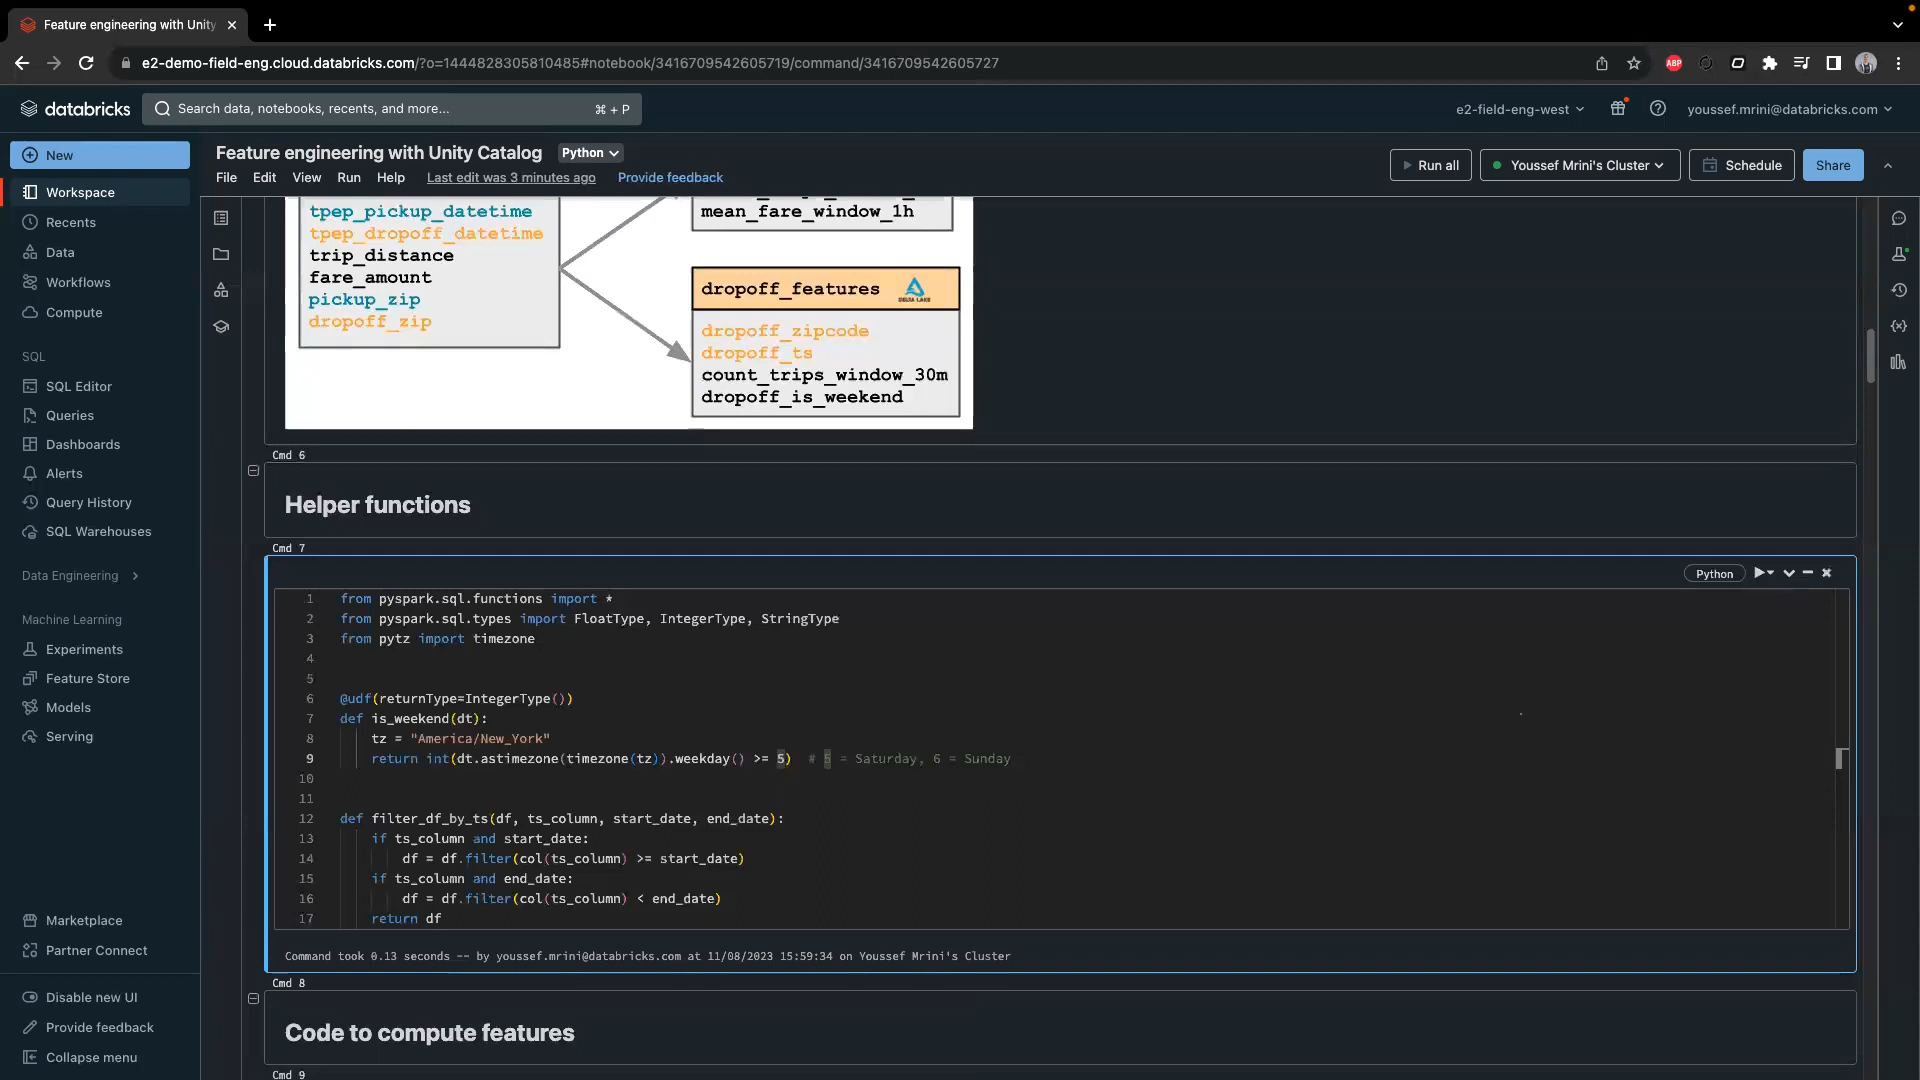 Feature engineering with Unity
e2-demo-field-eng.cloud.databricks.com/?o=1444828305810485#notebook/3416709542605719/command/3416709542605727
ABP
databricks
Search data, notebooks, recents, and more...
⌘ + P
e2-field-eng-west
youssef.mrini@databricks.com
New
Workspace
Recents
Data
Workflows
Compute
SQL
SQL Editor
Queries
Dashboards
Alerts
Query History
SQL Warehouses
Data Engineering
Machine Learning
Experiments
Feature Store
Models
Serving
Marketplace
Partner Connect
Disable new UI
Provide feedback
Collapse menu
Feature engineering with Unity Catalog
Python
File Edit View Run Help Last edit was 3 minutes ago Provide feedback
Run all
Youssef Mrini's Cluster
Schedule
Share
tpep_pickup_datetime
tpep_dropoff_datetime
trip_distance
fare_amount
pickup_zip
dropoff_zip
mean_fare_window_1h
dropoff_features
DELTA LAKE
dropoff_zipcode
dropoff_ts
count_trips_window_30m
dropoff_is_weekend
Cmd 6
Helper functions
Cmd 7
Python
1 from pyspark.sql.functions import *
2 from pyspark.sql.types import FloatType, IntegerType, StringType
3 from pytz import timezone
4
5
6 @udf(returnType=IntegerType())
7 def is_weekend(dt):
8 tz = "America/New_York"
9 return int(dt.astimezone(timezone(tz)).weekday() >= 5) # 5 = Saturday, 6 = Sunday
10
11
12 def filter_df_by_ts(df, ts_column, start_date, end_date):
13 if ts_column and start_date:
14 df = df.filter(col(ts_column) >= start_date)
15 if ts_column and end_date:
16 df = df.filter(col(ts_column) < end_date)
17 return df
Command took 0.13 seconds -- by youssef.mrini@databricks.com at 11/08/2023 15:59:34 on Youssef Mrini's Cluster
Cmd 8
Code to compute features
Cmd 9